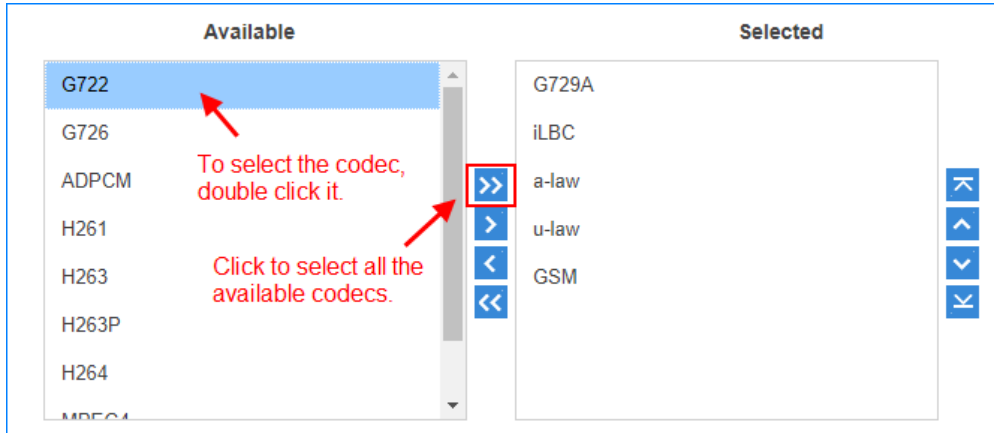 Available
Selected
G722
G726
ADPCM
H261
H263
H263P
H264
MPEG4
To select the codec,
double click it.
Click to select all the
available codecs.
G729A
iLBC
a-law
u-law
GSM